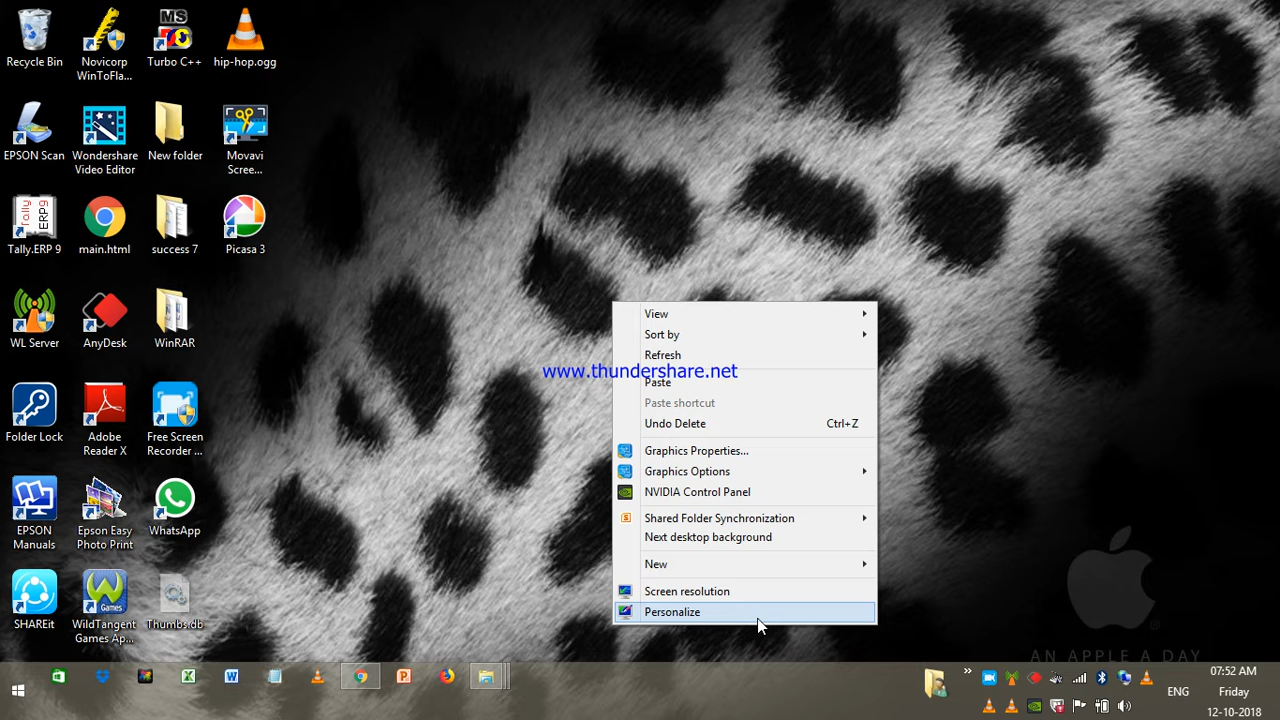 Recycle Bin
Novicorp
WinToFla...
Turbo C++
hip-hop.ogg
EPSON Scan
Wondershare
Video Editor
New folder
Movavi
Scree...
Tally.ERP 9
main.html
success 7
Picasa 3
WL Server
AnyDesk
WinRAR
Folder Lock
Adobe
Reader X
Free Screen
Recorder ...
EPSON
Manuals
Epson Easy
Photo Print
WhatsApp
SHAREit
WildTangent
Games Ap...
Thumbs.db
View
Sort by
Refresh
www.thundershare.net
Paste
Paste shortcut
Undo Delete Ctrl+Z
Graphics Properties...
Graphics Options
NVIDIA Control Panel
Shared Folder Synchronization
Next desktop background
New
Screen resolution
Personalize
AN APPLE A DAY
ENG
07:52 AM
Friday
12-10-2018